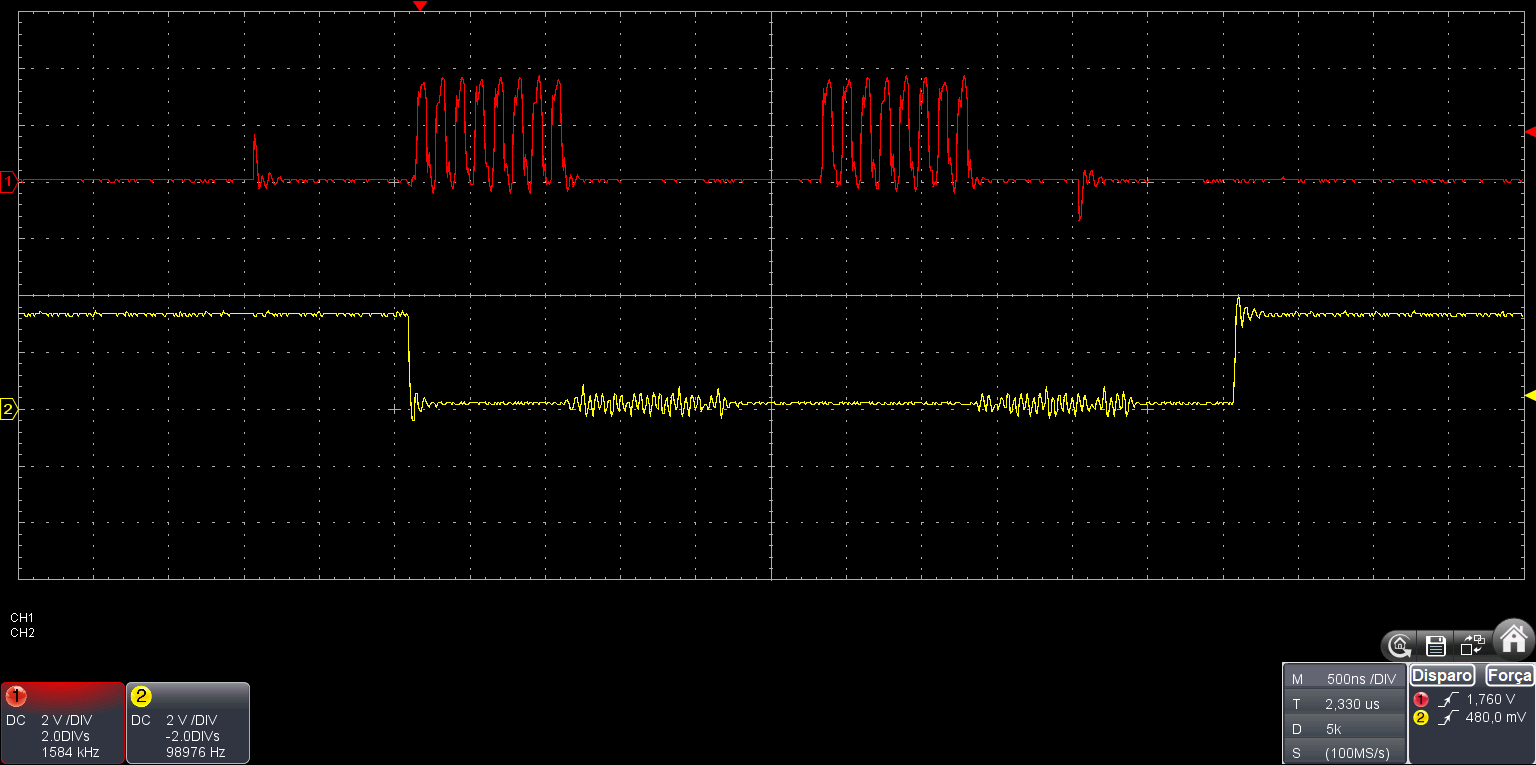 1
2
CH1
CH2
1
DC 2 V /DIV
2.0DIVs
1584 kHz
2
DC 2 V /DIV
-2.0DIVs
98976 Hz
M 500ns /DIV
T 2,330 us
D 5k
S (100MS/s)
Disparo Força
1 1,760 V
2 480,0 mV